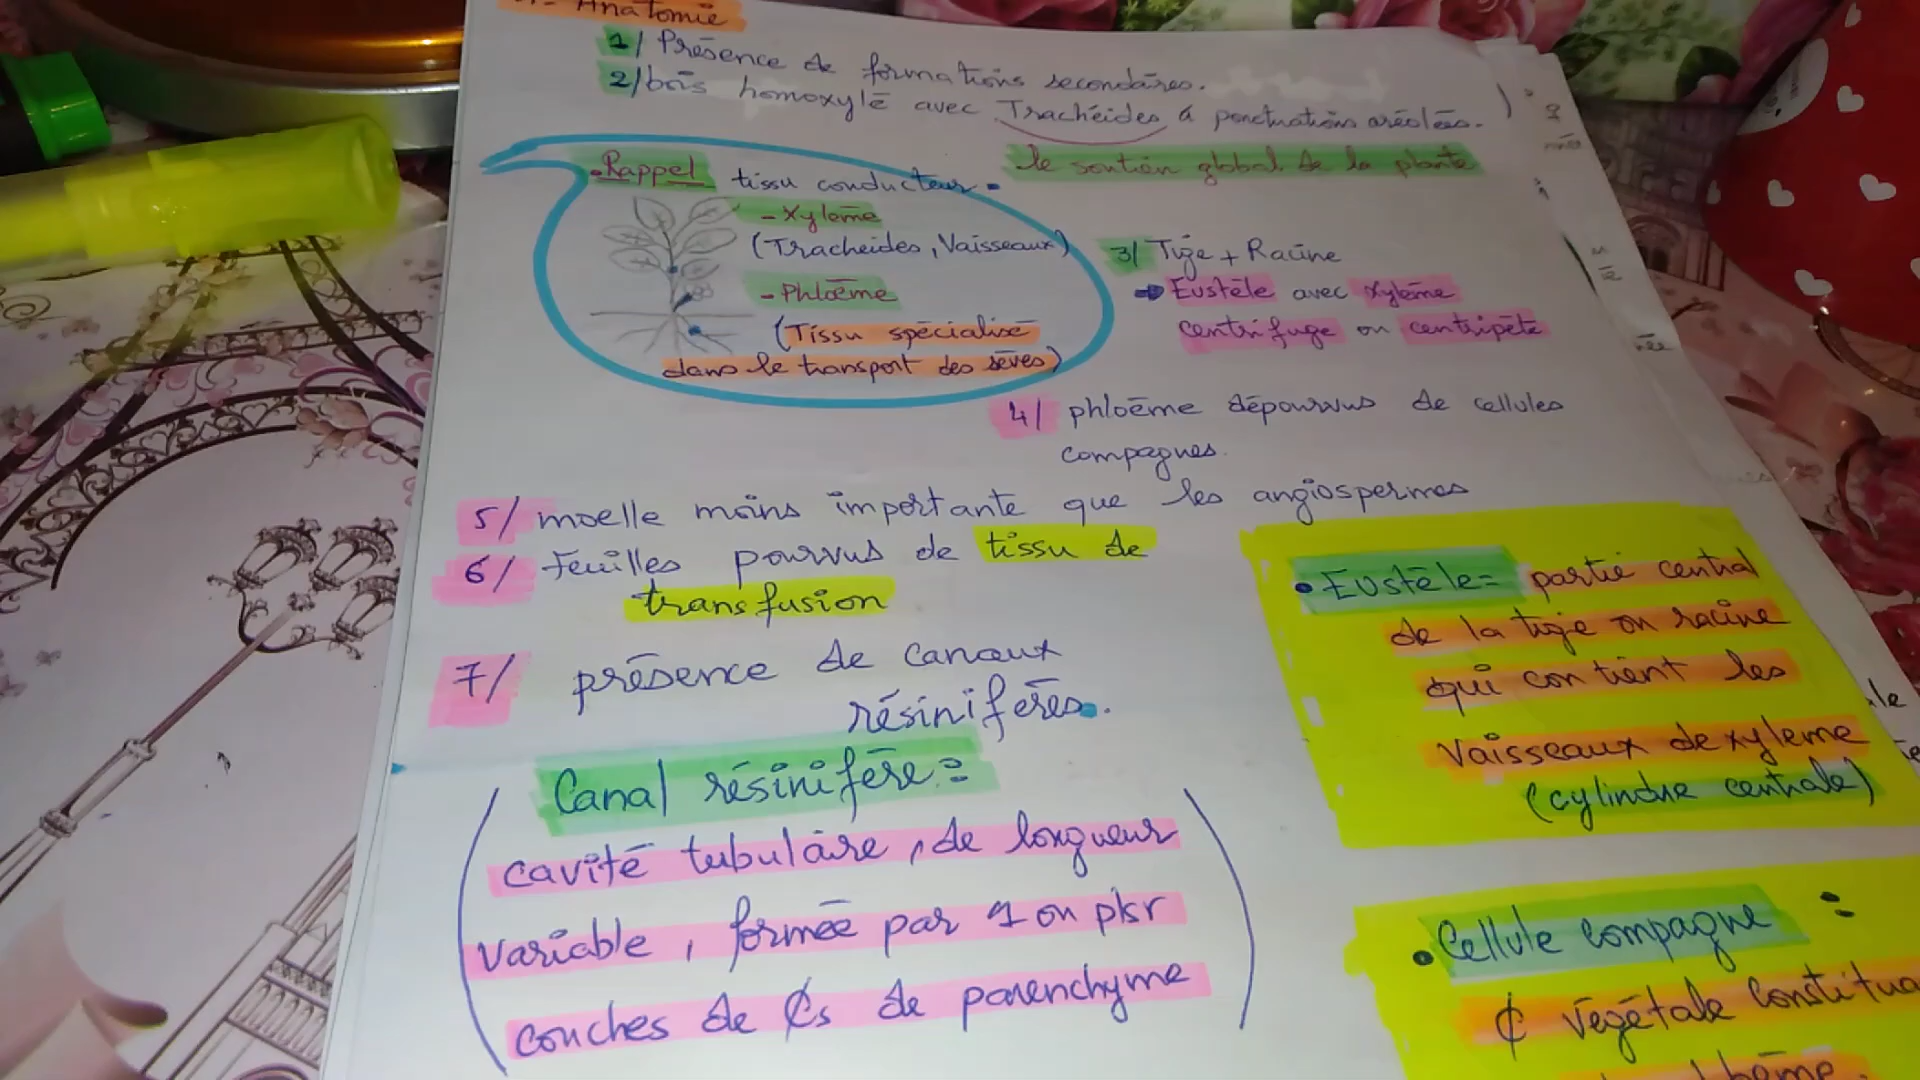 Anatomie
1/ Présence de formations secondaires.
2/ bois homoxylé avec Trachéides à ponctuations aréolées.
le soutien global de la plante
• Rappel tissu conducteur
- Xylème
(Tracheides, Vaisseaux)
- Phloème
(Tissu spécialisé
dans le transport des sèves)
3/ Tige + Racine
→ Eustèle avec xylème
centrifuge ou centripète
4/ phloème dépourvus de cellules
compagnes.
5/ moelle moins importante que les angiospermes
6/ Feuilles pourvus de tissu de
transfusion
7/ présence de canaux
résinifères.
Canal résinifère :
(cavité tubulaire, de longueur
variable, formée par 1 ou plsr
couches de ₵s de parenchyme)
• Eustèle = partie central
de la tige ou racine
qui contient les
vaisseaux de xyleme
(cylindre centrale)
• Cellule compagne :
₵ végétale constitua